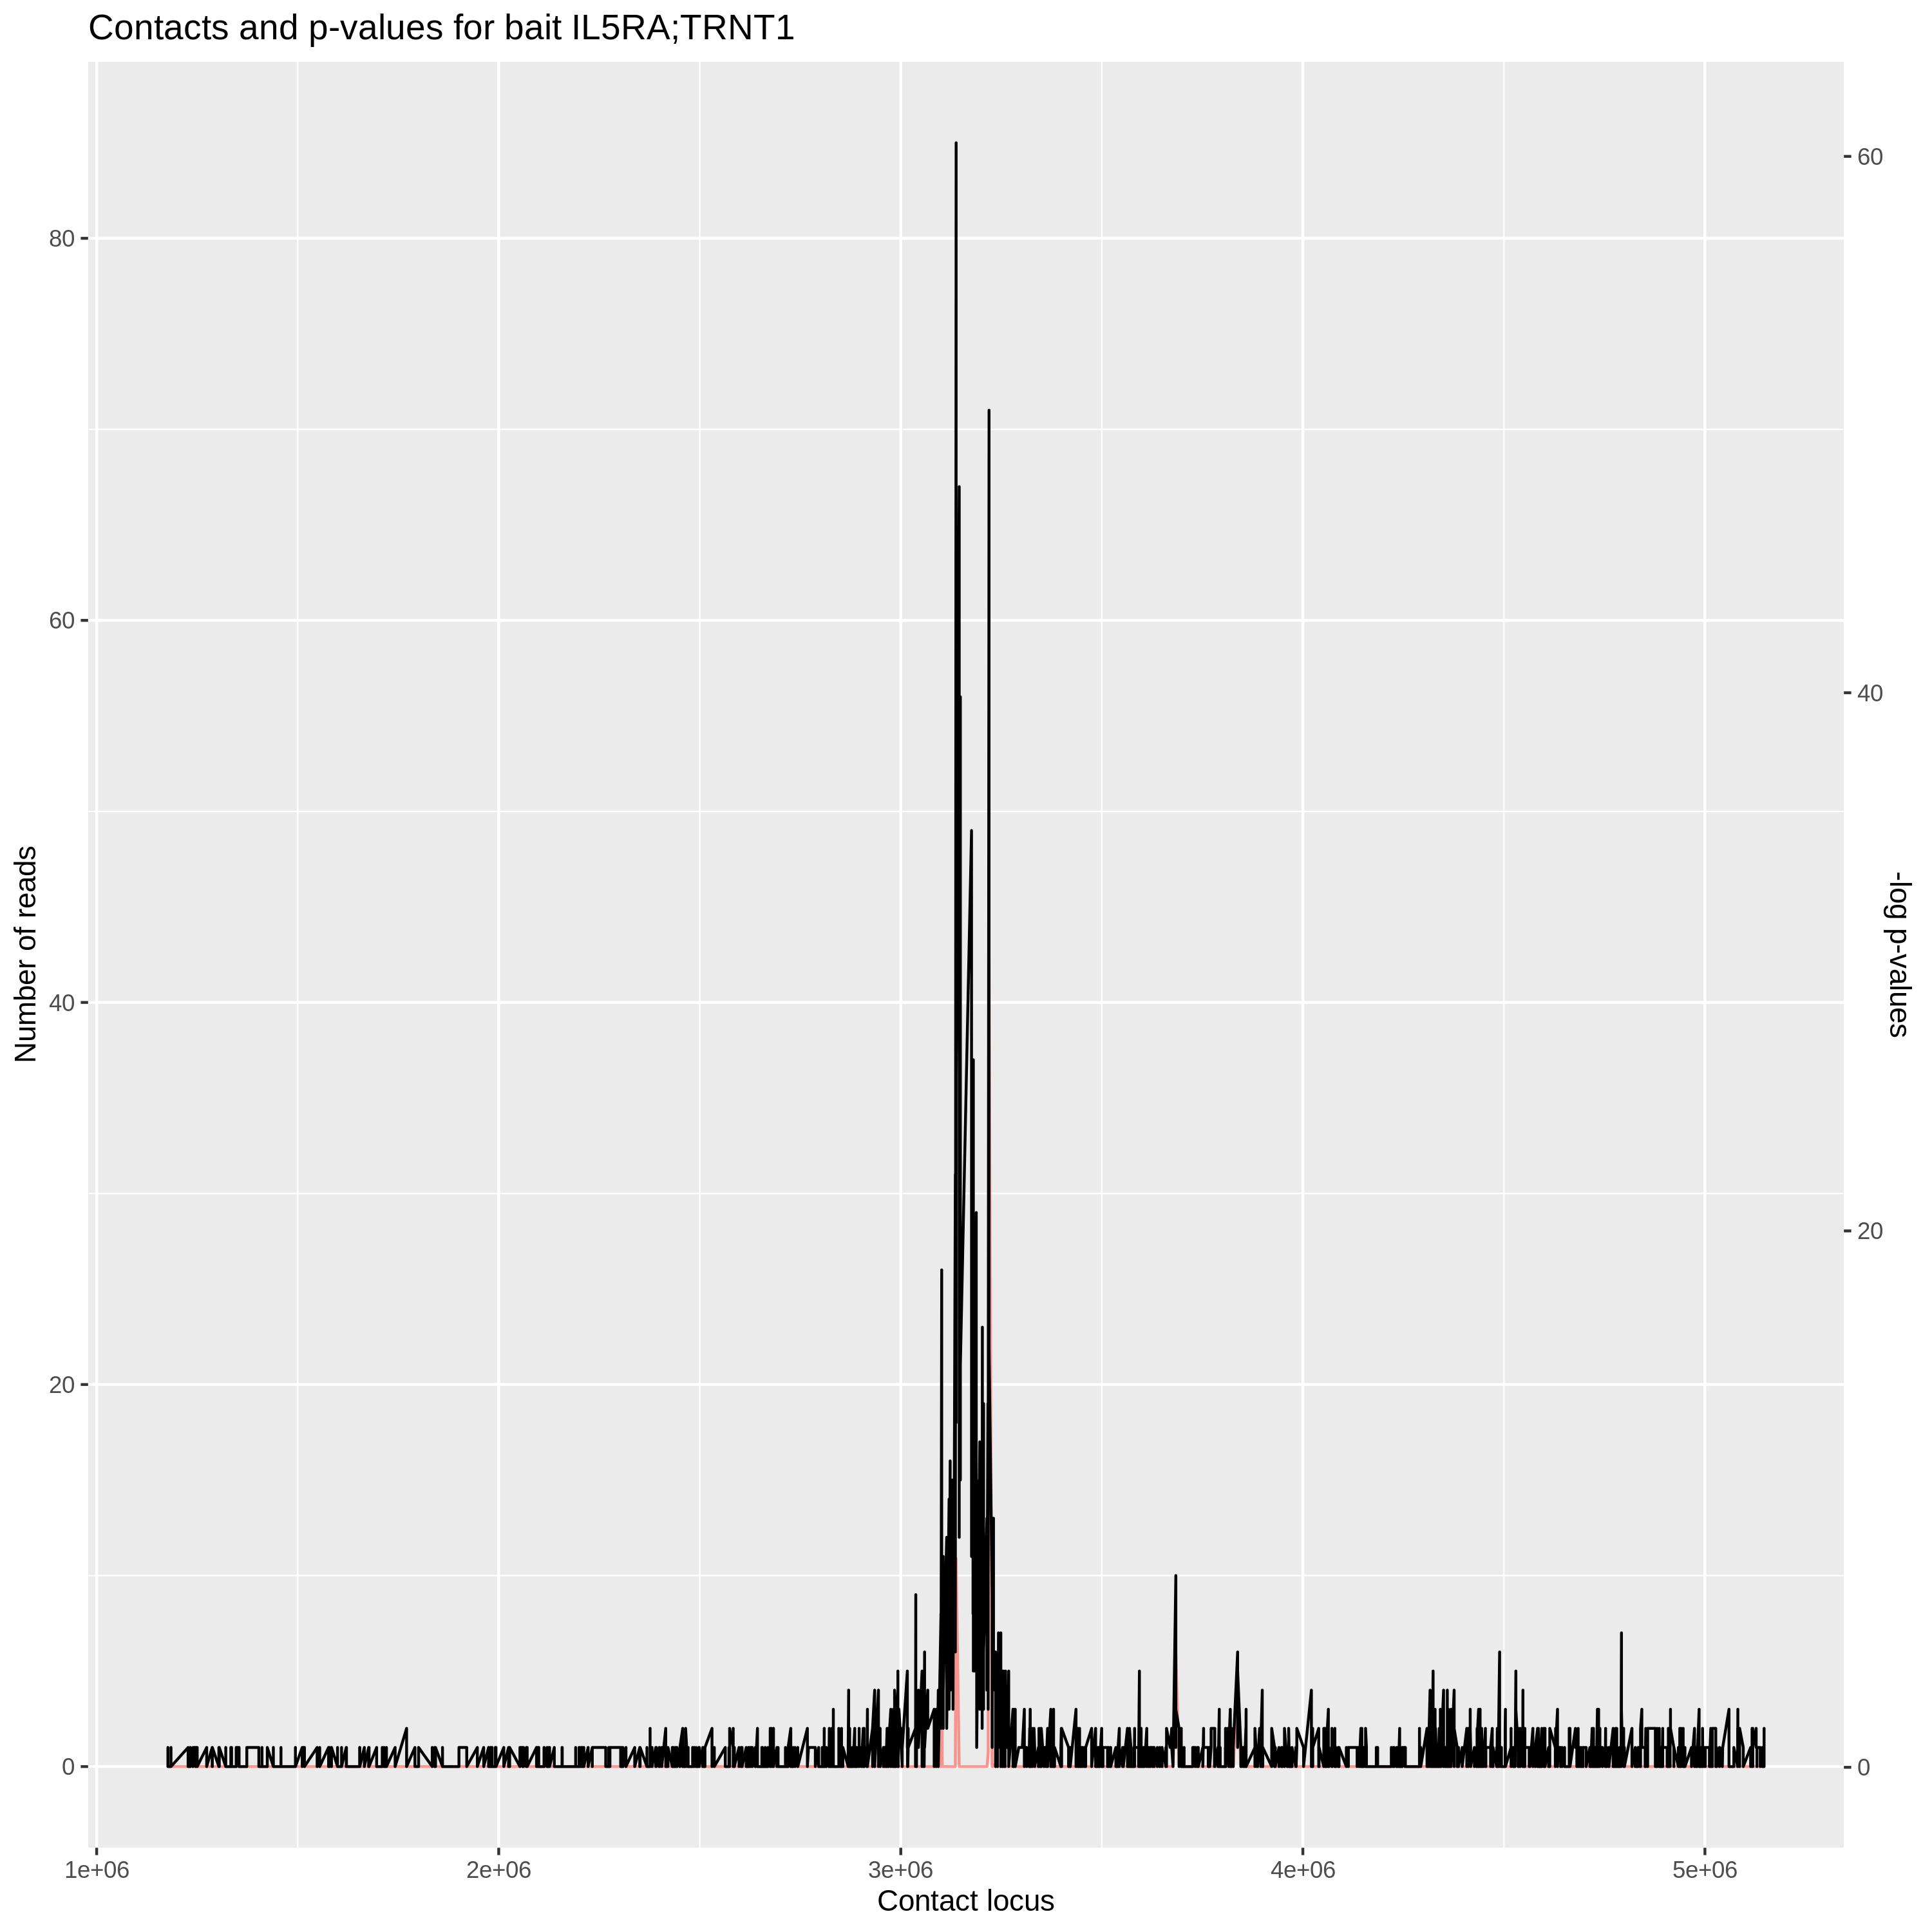 Contacts and p-values for bait IL5RA;TRNT1
Number of reads
80
60
40
20
0
60
40
20
0
-log p-values
1e+06
2e+06
3e+06
4e+06
5e+06
Contact locus